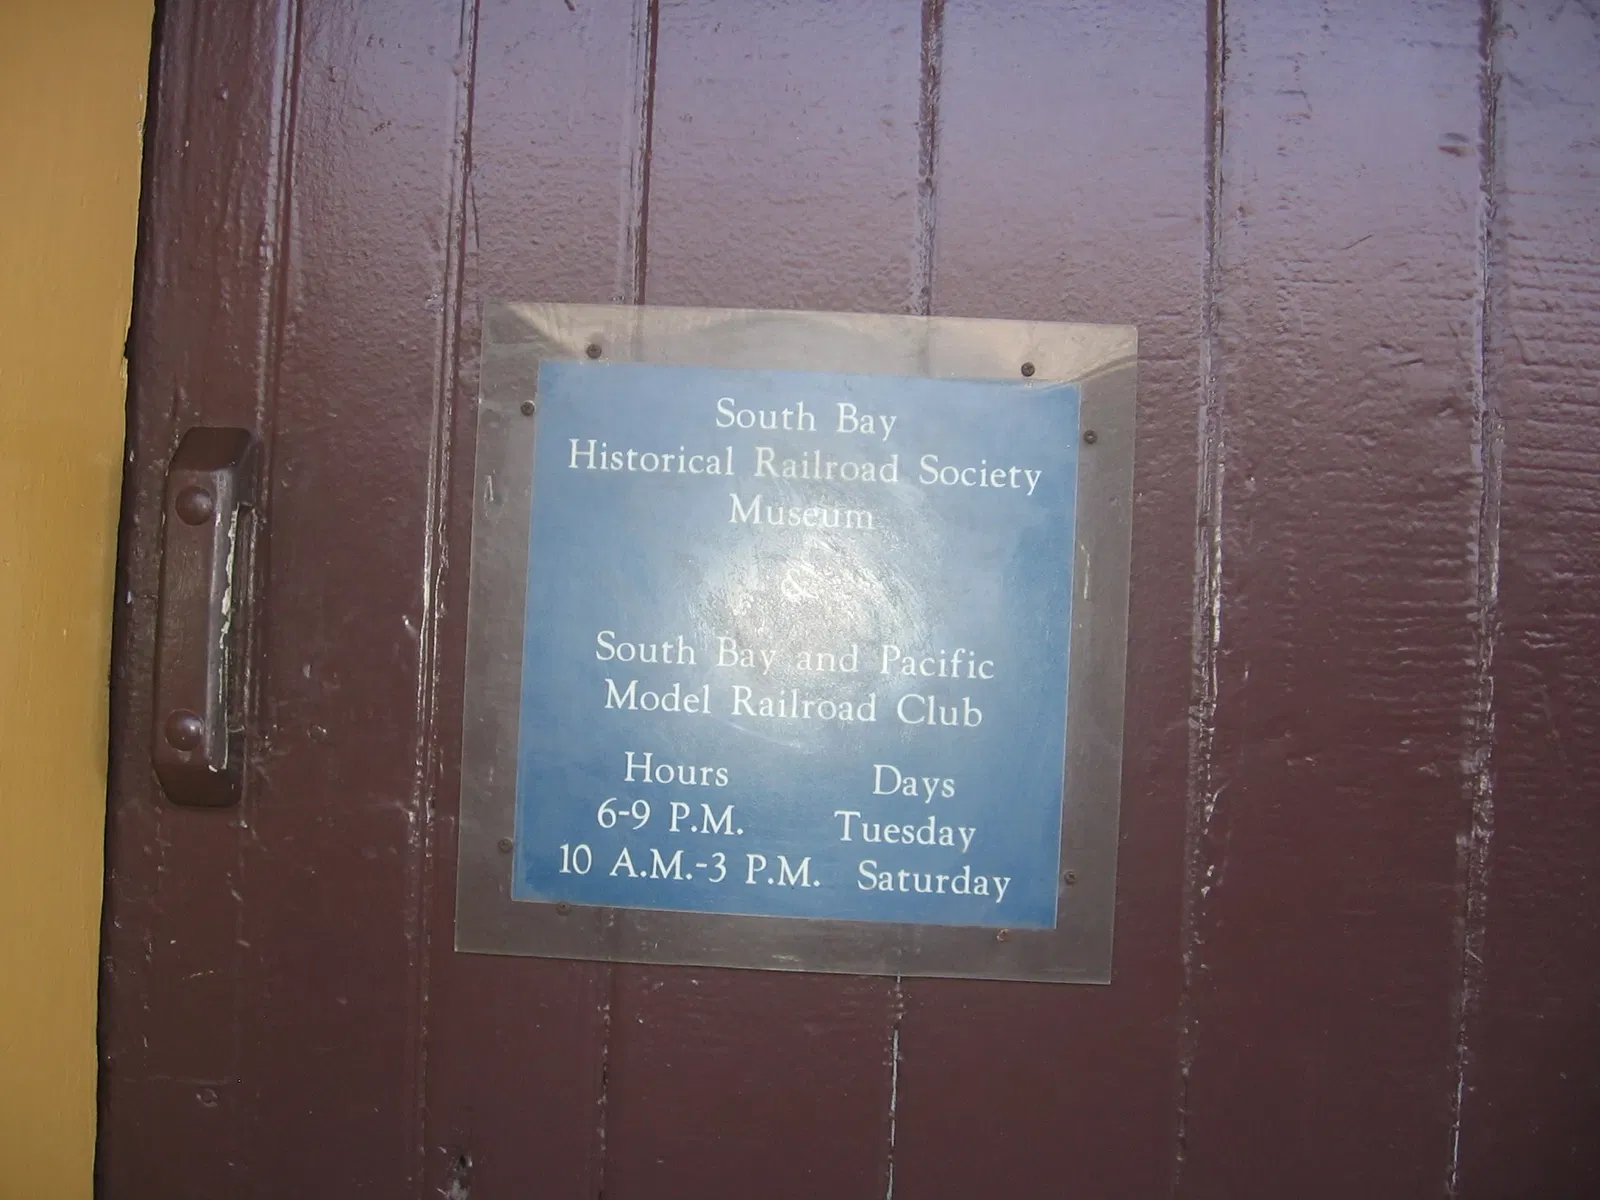 South Bay
Historical Railroad Society
Museum
&
South Bay and Pacific
Model Railroad Club
Hours Days
6-9 P.M. Tuesday
10 A.M.-3 P.M. Saturday